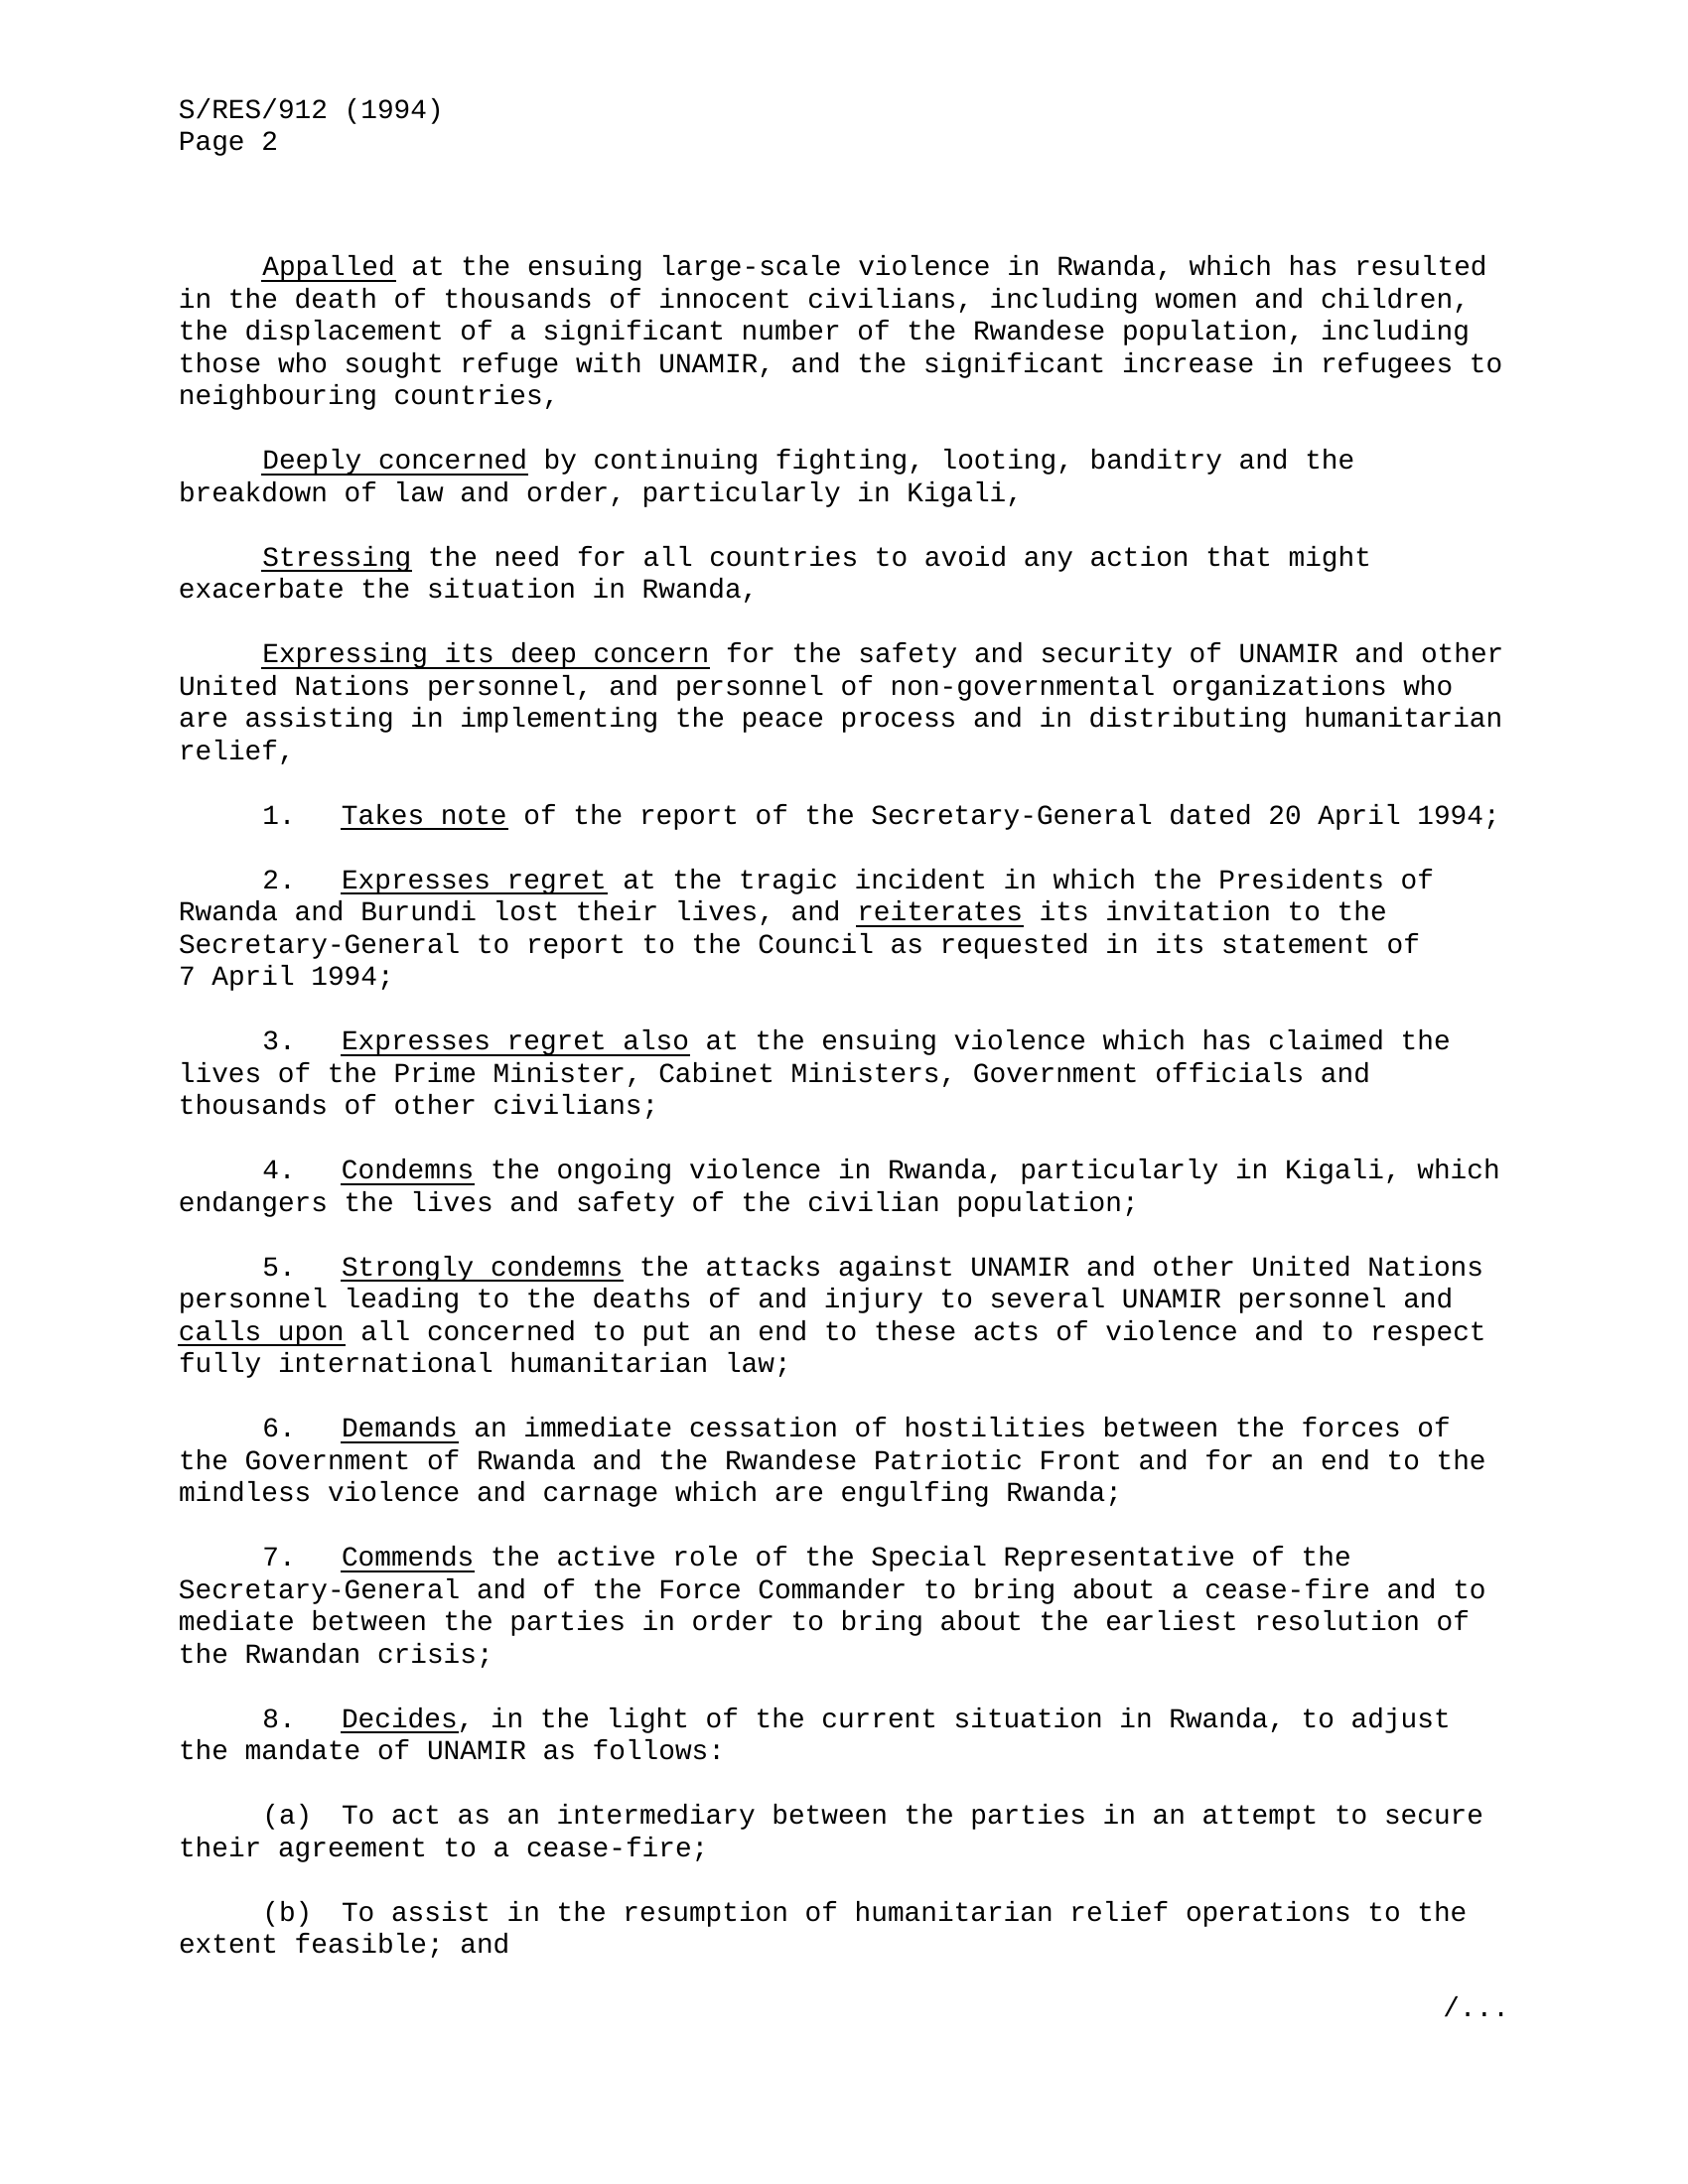 S/RES/912 (1994)
Page 2
Appalled at the ensuing large-scale violence in Rwanda, which has resulted
in the death of thousands of innocent civilians, including women and children,
the displacement of a significant number of the Rwandese population, including
those who sought refuge with UNAMIR, and the significant increase in refugees to
neighbouring countries,
Deeply concerned by continuing fighting, looting, banditry and the
breakdown of law and order, particularly in Kigali,
Stressing the need for all countries to avoid any action that might
exacerbate the situation in Rwanda,
Expressing its deep concern for the safety and security of UNAMIR and other
United Nations personnel, and personnel of non-governmental organizations who
are assisting in implementing the peace process and in distributing humanitarian
relief,
1. Takes note of the report of the Secretary-General dated 20 April 1994;
2. Expresses regret at the tragic incident in which the Presidents of
Rwanda and Burundi lost their lives, and reiterates its invitation to the
Secretary-General to report to the Council as requested in its statement of
7 April 1994;
3. Expresses regret also at the ensuing violence which has claimed the
lives of the Prime Minister, Cabinet Ministers, Government officials and
thousands of other civilians;
4. Condemns the ongoing violence in Rwanda, particularly in Kigali, which
endangers the lives and safety of the civilian population;
5. Strongly condemns the attacks against UNAMIR and other United Nations
personnel leading to the deaths of and injury to several UNAMIR personnel and
calls upon all concerned to put an end to these acts of violence and to respect
fully international humanitarian law;
6. Demands an immediate cessation of hostilities between the forces of
the Government of Rwanda and the Rwandese Patriotic Front and for an end to the
mindless violence and carnage which are engulfing Rwanda;
7. Commends the active role of the Special Representative of the
Secretary-General and of the Force Commander to bring about a cease-fire and to
mediate between the parties in order to bring about the earliest resolution of
the Rwandan crisis;
8. Decides, in the light of the current situation in Rwanda, to adjust
the mandate of UNAMIR as follows:
(a) To act as an intermediary between the parties in an attempt to secure
their agreement to a cease-fire;
(b) To assist in the resumption of humanitarian relief operations to the
extent feasible; and
/...